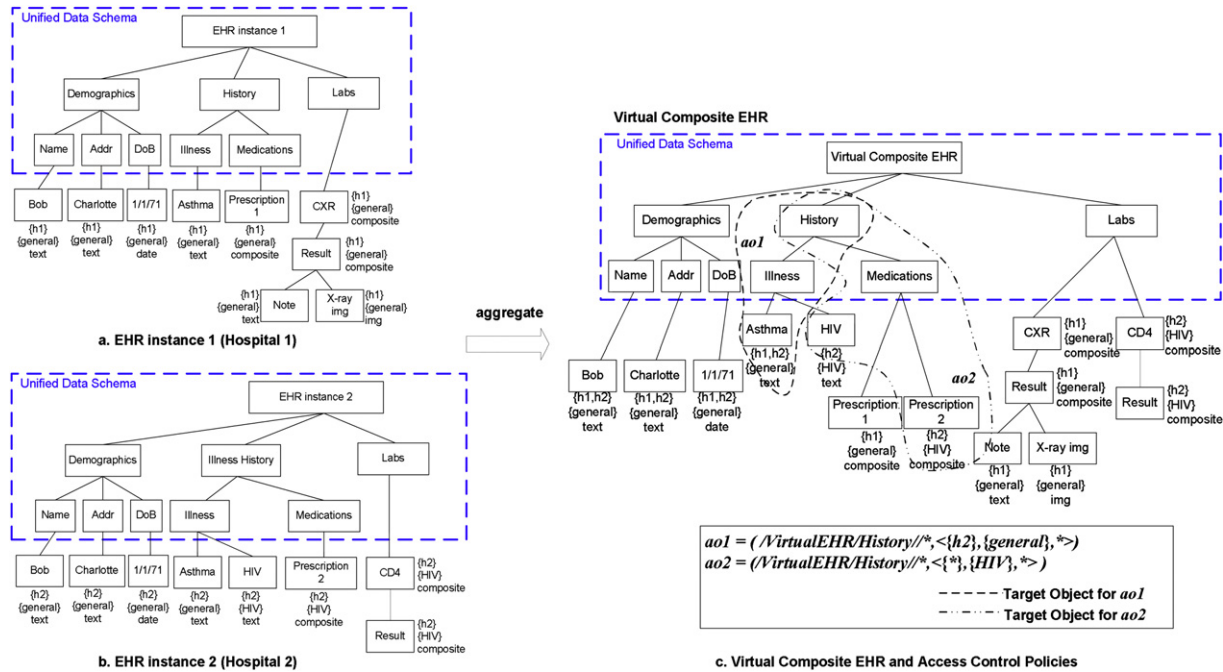 Unified Data Schema
EHR instance 1
Demographics
History
Labs
Name
Addr
DoB
Illness
Medications
Bob
{h1}
{general}
text
Charlotte
{h1}
{general}
text
1/1/71
{h1}
{general}
date
Asthma
{h1}
{general}
text
Prescription
1
{h1}
{general}
composite
CXR
{h1}
{general}
composite
Result
{h1}
{general}
composite
Note
{h1}
{general}
text
X-ray
img
{h1}
{general}
img
a. EHR instance 1 (Hospital 1)
Unified Data Schema
EHR instance 2
Demographics
Illness History
Labs
Name
Addr
DoB
Illness
Medications
Bob
{h2}
{general}
text
Charlotte
{h2}
{general}
text
1/1/71
{h2}
{general}
date
Asthma
{h2}
{general}
text
HIV
{h2}
{HIV}
text
Prescription
2
{h2}
{HIV}
composite
CD4
{h2}
{HIV}
composite
Result
{h2}
{HIV}
composite
b. EHR instance 2 (Hospital 2)
aggregate
Virtual Composite EHR
Unified Data Schema
Virtual Composite EHR
Demographics
History
Labs
ao1
Name
Addr
DoB
Illness
Medications
Asthma
{h1,h2}
{general}
text
HIV
{h2}
{HIV}
text
CXR
{h1}
{general}
composite
CD4
{h2}
{HIV}
composite
Bob
{h1,h2}
{general}
text
Charlotte
{h1,h2}
{general}
text
1/1/71
{h1,h2}
{general}
date
ao2
Result
{h1}
{general}
composite
Result
{h2}
{HIV}
composite
Prescription
1
{h1}
{general}
composite
Prescription
2
{h2}
{HIV}
composite
Note
{h1}
{general}
text
X-ray img
{h1}
{general}
img
ao1 = ( /VirtualEHR/History//*,<{h2},{general},*>)
ao2 = (/VirtualEHR/History//*,<{*},{HIV},*> )
Target Object for ao1
Target Object for ao2
c. Virtual Composite EHR and Access Control Policies